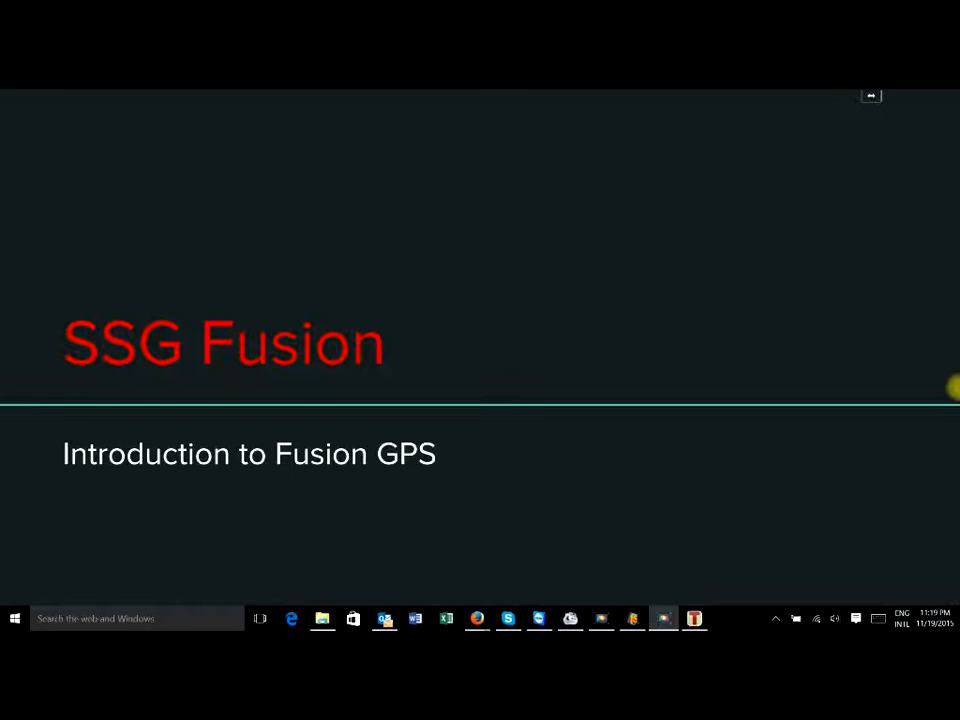 SSG Fusion
Introduction to Fusion GPS
Search the web and Windows
ENG
INTL
11:19 PM
11/19/2015